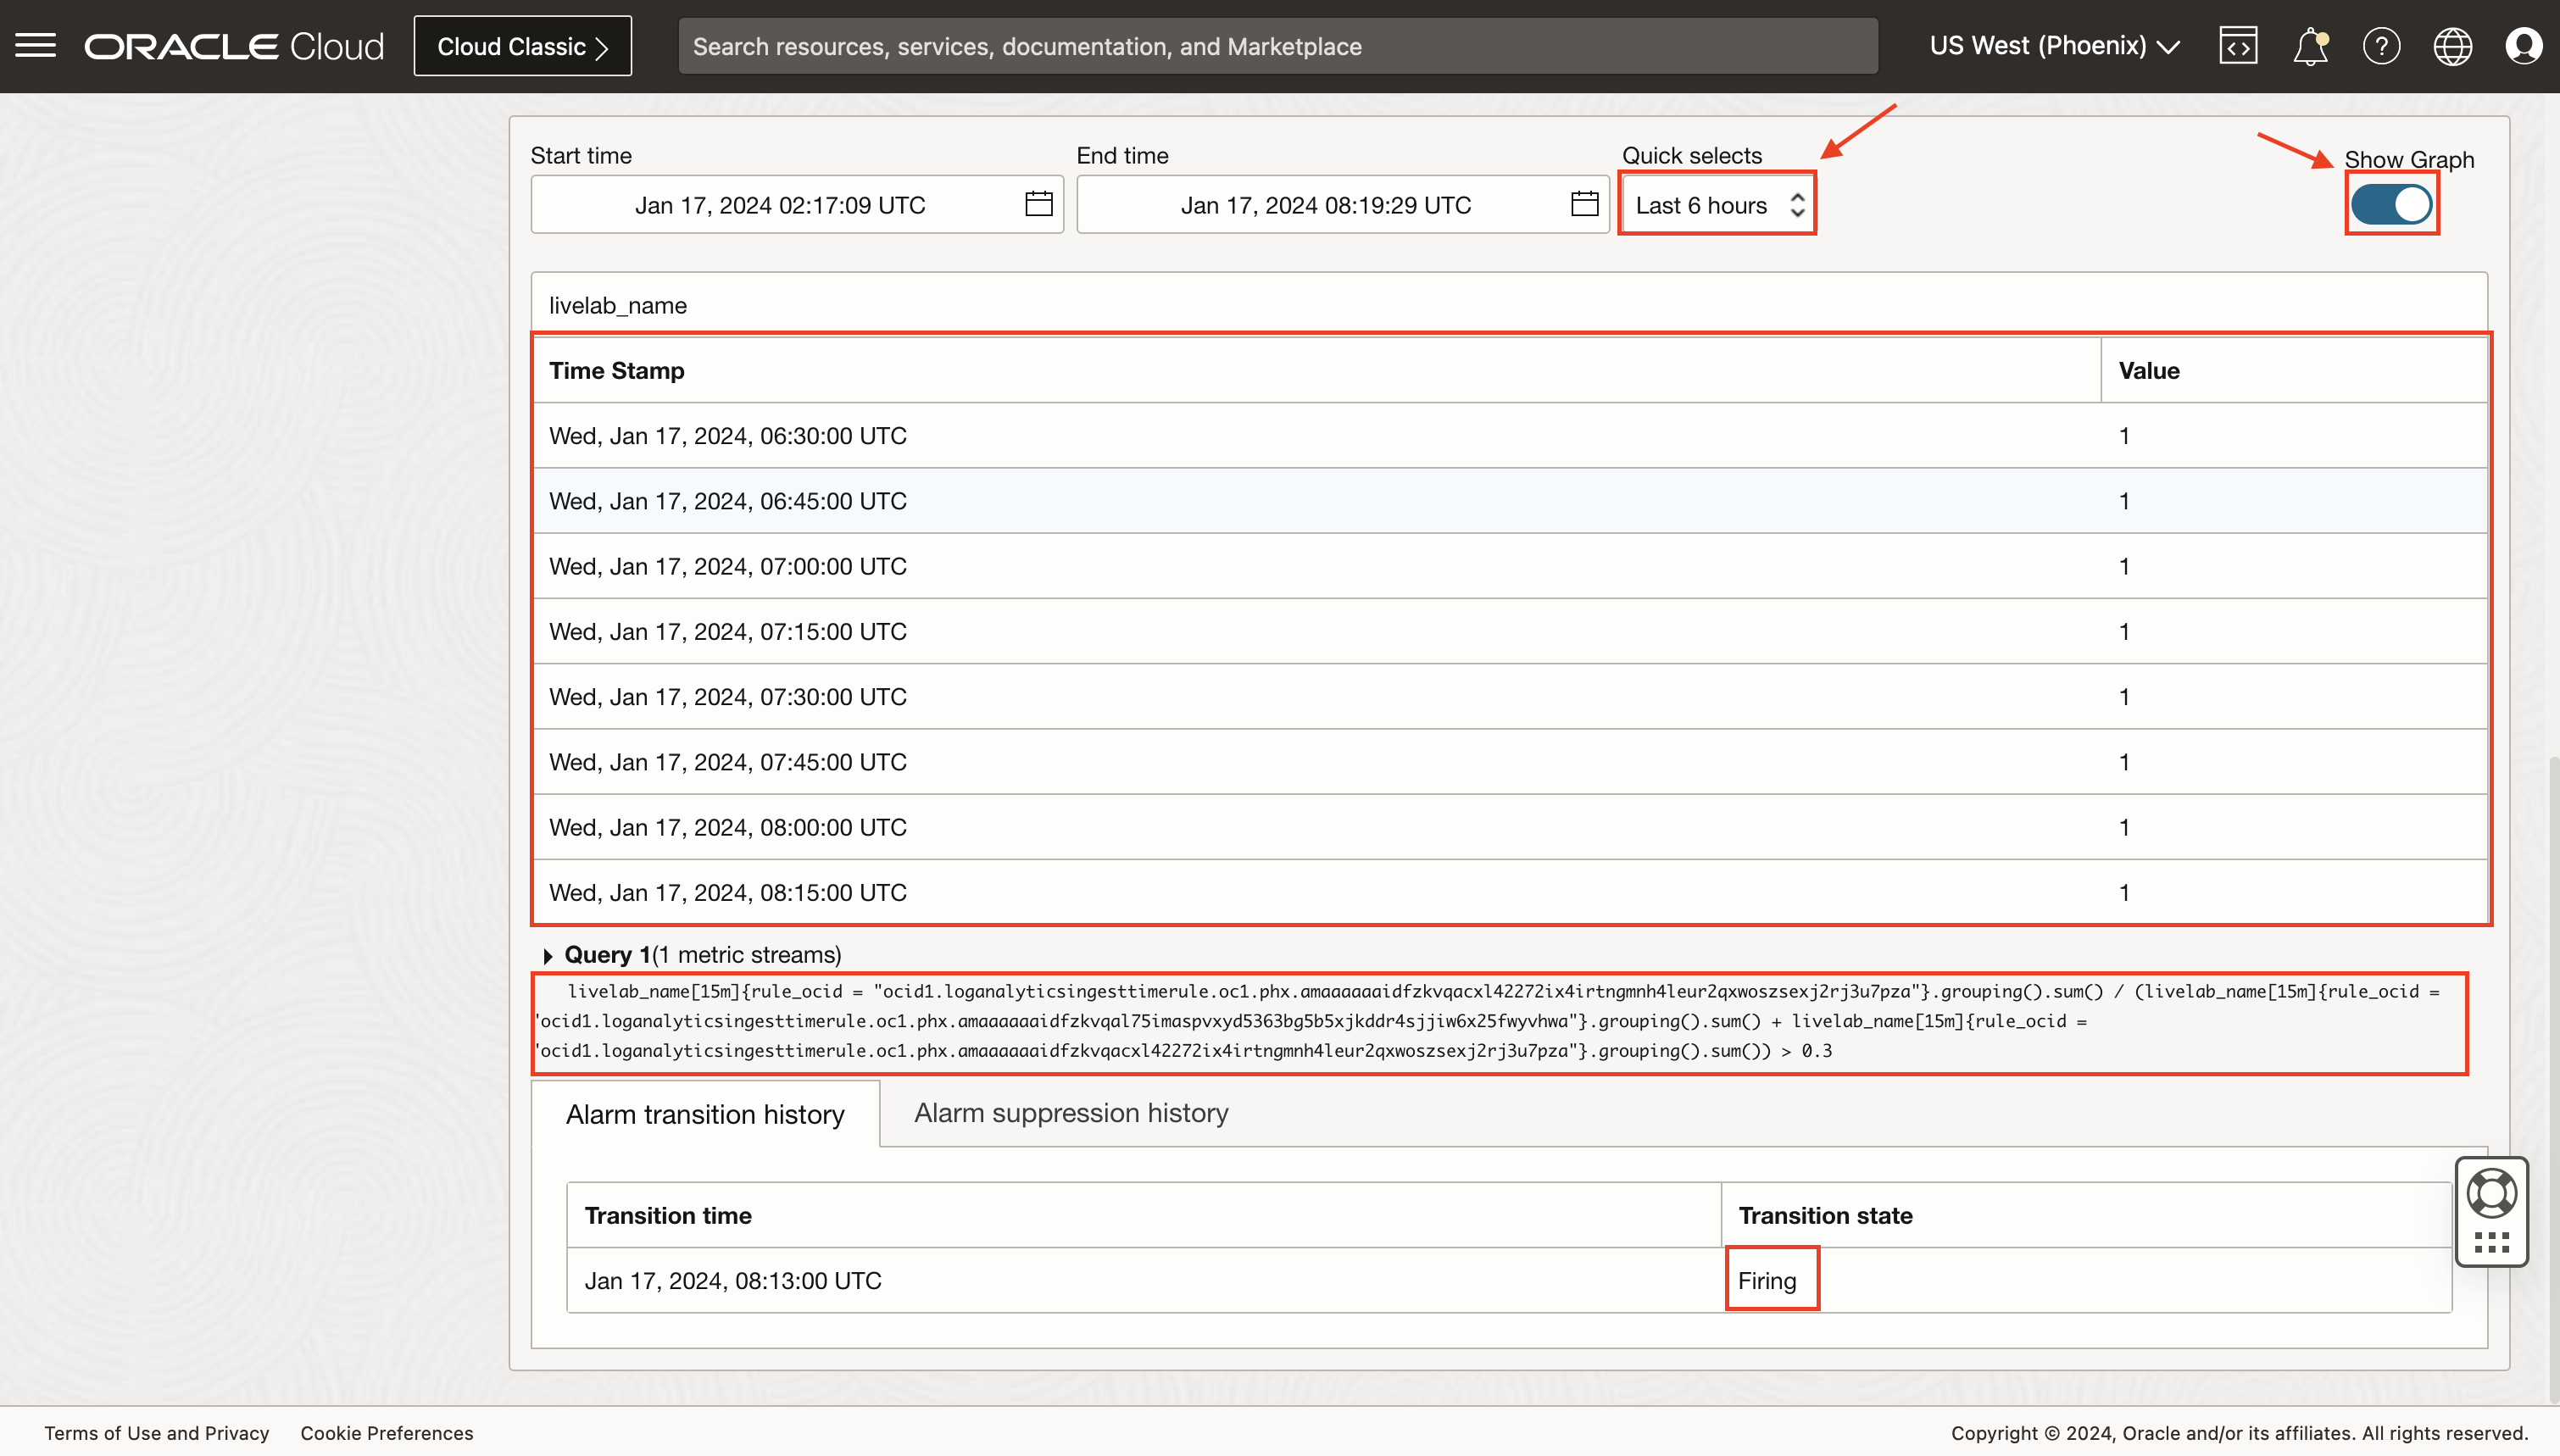 ORACLE Cloud
Cloud Classic
Search resources, services, documentation, and Marketplace
US West (Phoenix)
Start time
End time
Quick selects
Show Graph
Jan 17, 2024 02:17:09 UTC
Jan 17, 2024 08:19:29 UTC
Last 6 hours
livelab_name
Time Stamp Value
Wed, Jan 17, 2024, 06:30:00 UTC 1
Wed, Jan 17, 2024, 06:45:00 UTC 1
Wed, Jan 17, 2024, 07:00:00 UTC 1
Wed, Jan 17, 2024, 07:15:00 UTC 1
Wed, Jan 17, 2024, 07:30:00 UTC 1
Wed, Jan 17, 2024, 07:45:00 UTC 1
Wed, Jan 17, 2024, 08:00:00 UTC 1
Wed, Jan 17, 2024, 08:15:00 UTC 1
Query 1(1 metric streams)
livelab_name[15m]{rule_ocid = "ocid1.loganalyticsingesttimerule.oc1.phx.amaaaaaaidfzkvqacxl42272ix4irtngmnh4leur2qxwoszsexj2rj3u7pza"}.grouping().sum() / (livelab_name[15m]{rule_ocid =
"ocid1.loganalyticsingesttimerule.oc1.phx.amaaaaaaidfzkvqal75imaspvxyd5363bg5b5xjkddr4sjjiw6x25fwyvhwa"}.grouping().sum() + livelab_name[15m]{rule_ocid =
"ocid1.loganalyticsingesttimerule.oc1.phx.amaaaaaaidfzkvqacxl42272ix4irtngmnh4leur2qxwoszsexj2rj3u7pza"}.grouping().sum()) > 0.3
Alarm transition history
Alarm suppression history
Transition time Transition state
Jan 17, 2024, 08:13:00 UTC Firing
Terms of Use and Privacy
Cookie Preferences
Copyright © 2024, Oracle and/or its affiliates. All rights reserved.